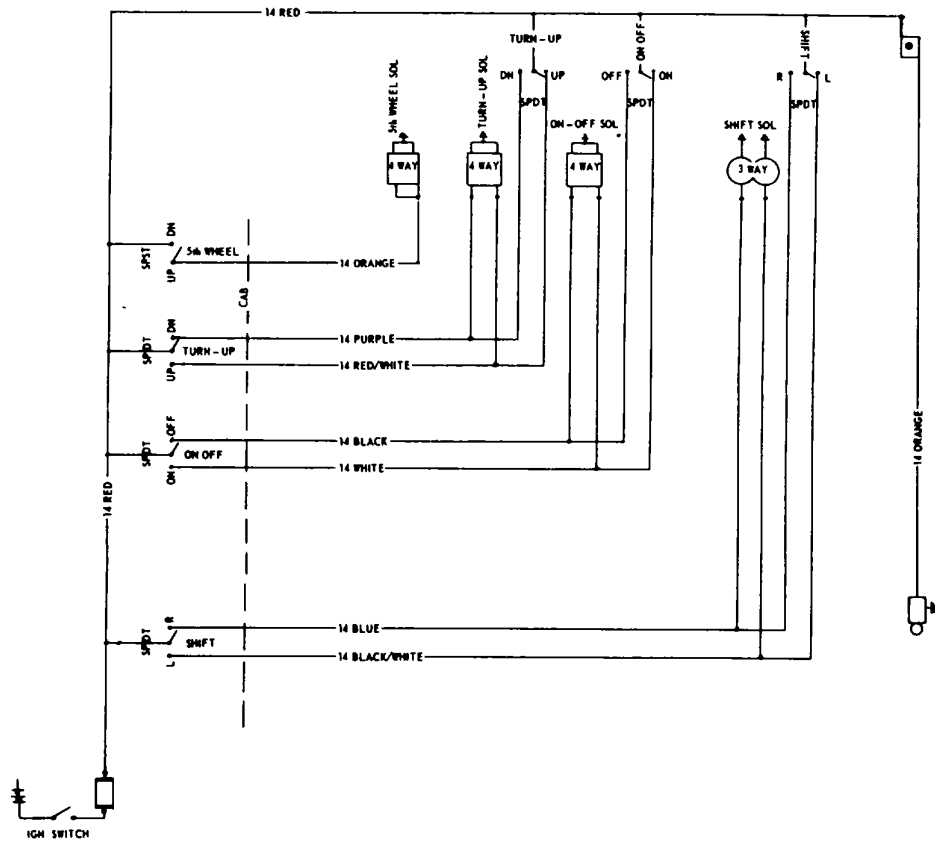 14 RED
TURN-UP
ON OFF
SHIFT
DN
UP
OFF
ON
R
L
SPDT
SPDT
SPDT
5th WHEEL SOL
TURN-UP SOL
ON-OFF SOL
SHIFT SOL
4 WAY
4 WAY
4 WAY
3 WAY
DN
SPST
5th WHEEL
UP
14 ORANGE
CAB
DN
SPDT
TURN-UP
UP
14 PURPLE
14 RED/WHITE
OFF
SPDT
ON OFF
ON
14 BLACK
14 WHITE
14 RED
14 ORANGE
R
SPDT
SHIFT
L
14 BLUE
14 BLACK/WHITE
IGN SWITCH